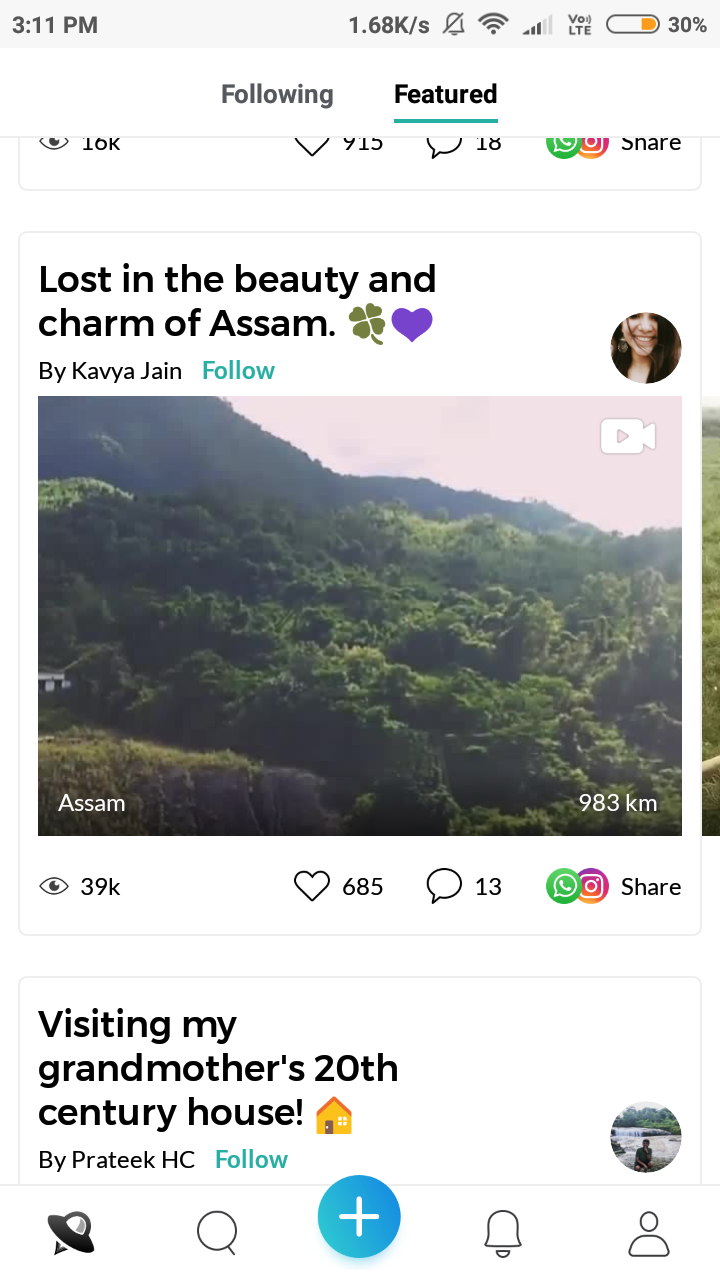 3:11 PM 1.68K/s Vo)) LTE 30%
Following Featured
16k 915 18 Share
Lost in the beauty and
charm of Assam. 🍀💜
By Kavya Jain Follow
Assam 983 km
39k 685 13 Share
Visiting my
grandmother's 20th
century house! 🏠
By Prateek HC Follow